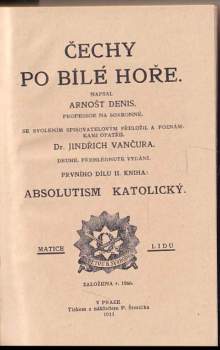 ČECHY
PO BÍLÉ HOŘE.
NAPSAL
ARNOŠT DENIS,
PROFESSOR NA SORBONNĚ.
SE SVOLENÍM SPISOVATELOVÝM PŘELOŽIL A POZNÁM-
KAMI OPATŘIL
Dr. JINDŘICH VANČURA.
DRUHÉ, PŘEHLÉDNUTÉ VYDÁNÍ.
PRVNÍHO DÍLU II. KNIHA:
ABSOLUTISM KATOLICKÝ.
MATICE LIDU
ZALOŽENA r. 1866.
V PRAZE
Tiskem a nákladem F. Šimáčka
1911